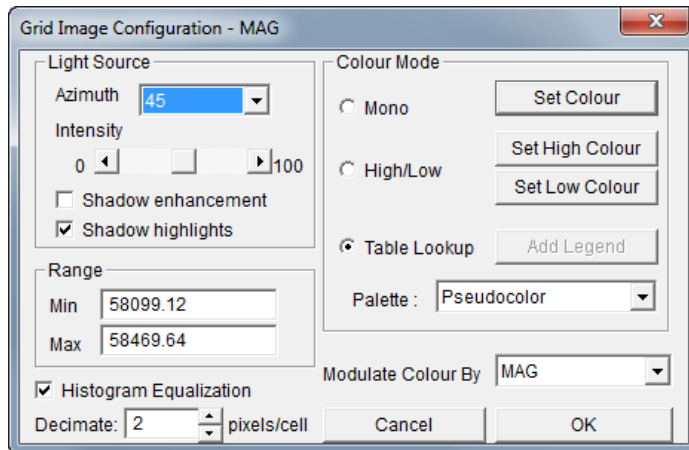 Grid Image Configuration - MAG
Light Source
Azimuth 45
Intensity
0 100
Shadow enhancement
Shadow highlights
Range
Min 58099.12
Max 58469.64
Histogram Equalization
Decimate: 2 pixels/cell
Colour Mode
Mono Set Colour
High/Low Set High Colour
Set Low Colour
Table Lookup Add Legend
Palette : Pseudocolor
Modulate Colour By MAG
Cancel OK